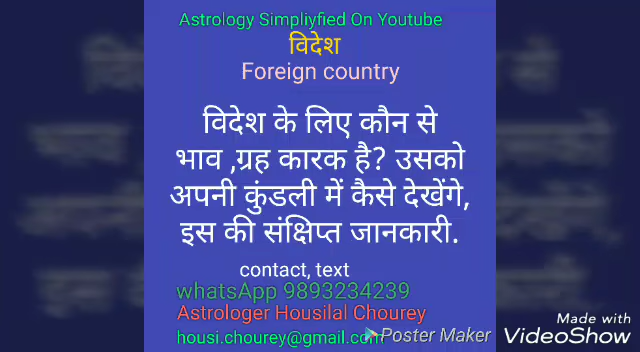 Astrology Simpliyfied On Youtube
विदेश
Foreign country
विदेश के लिए कौन से
भाव ,ग्रह कारक है? उसको
अपनी कुंडली में कैसे देखेंगे,
इस की संक्षिप्त जानकारी.
contact, text
whatsApp 9893234239
Astrologer Housilal Chourey
housi.chourey@gmail.com
Poster Maker
Made with
VideoShow